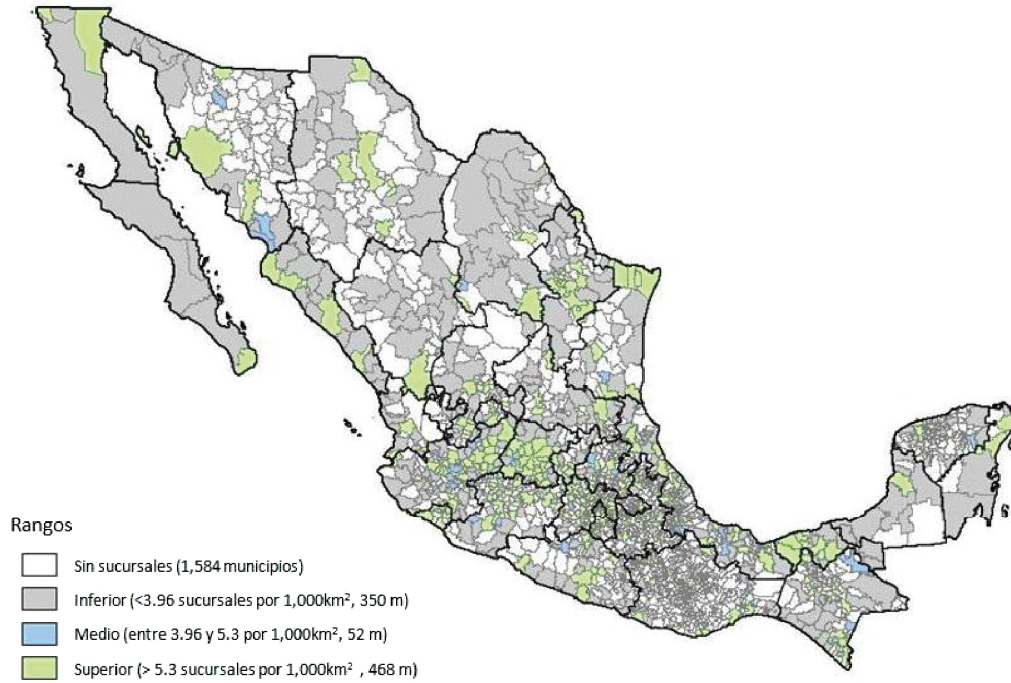 Rangos
Sin sucursales (1,584 municipios)
Inferior (<3.96 sucursales por 1,000km², 350 m)
Medio (entre 3.96 y 5.3 por 1,000km², 52 m)
Superior (> 5.3 sucursales por 1,000km² , 468 m)